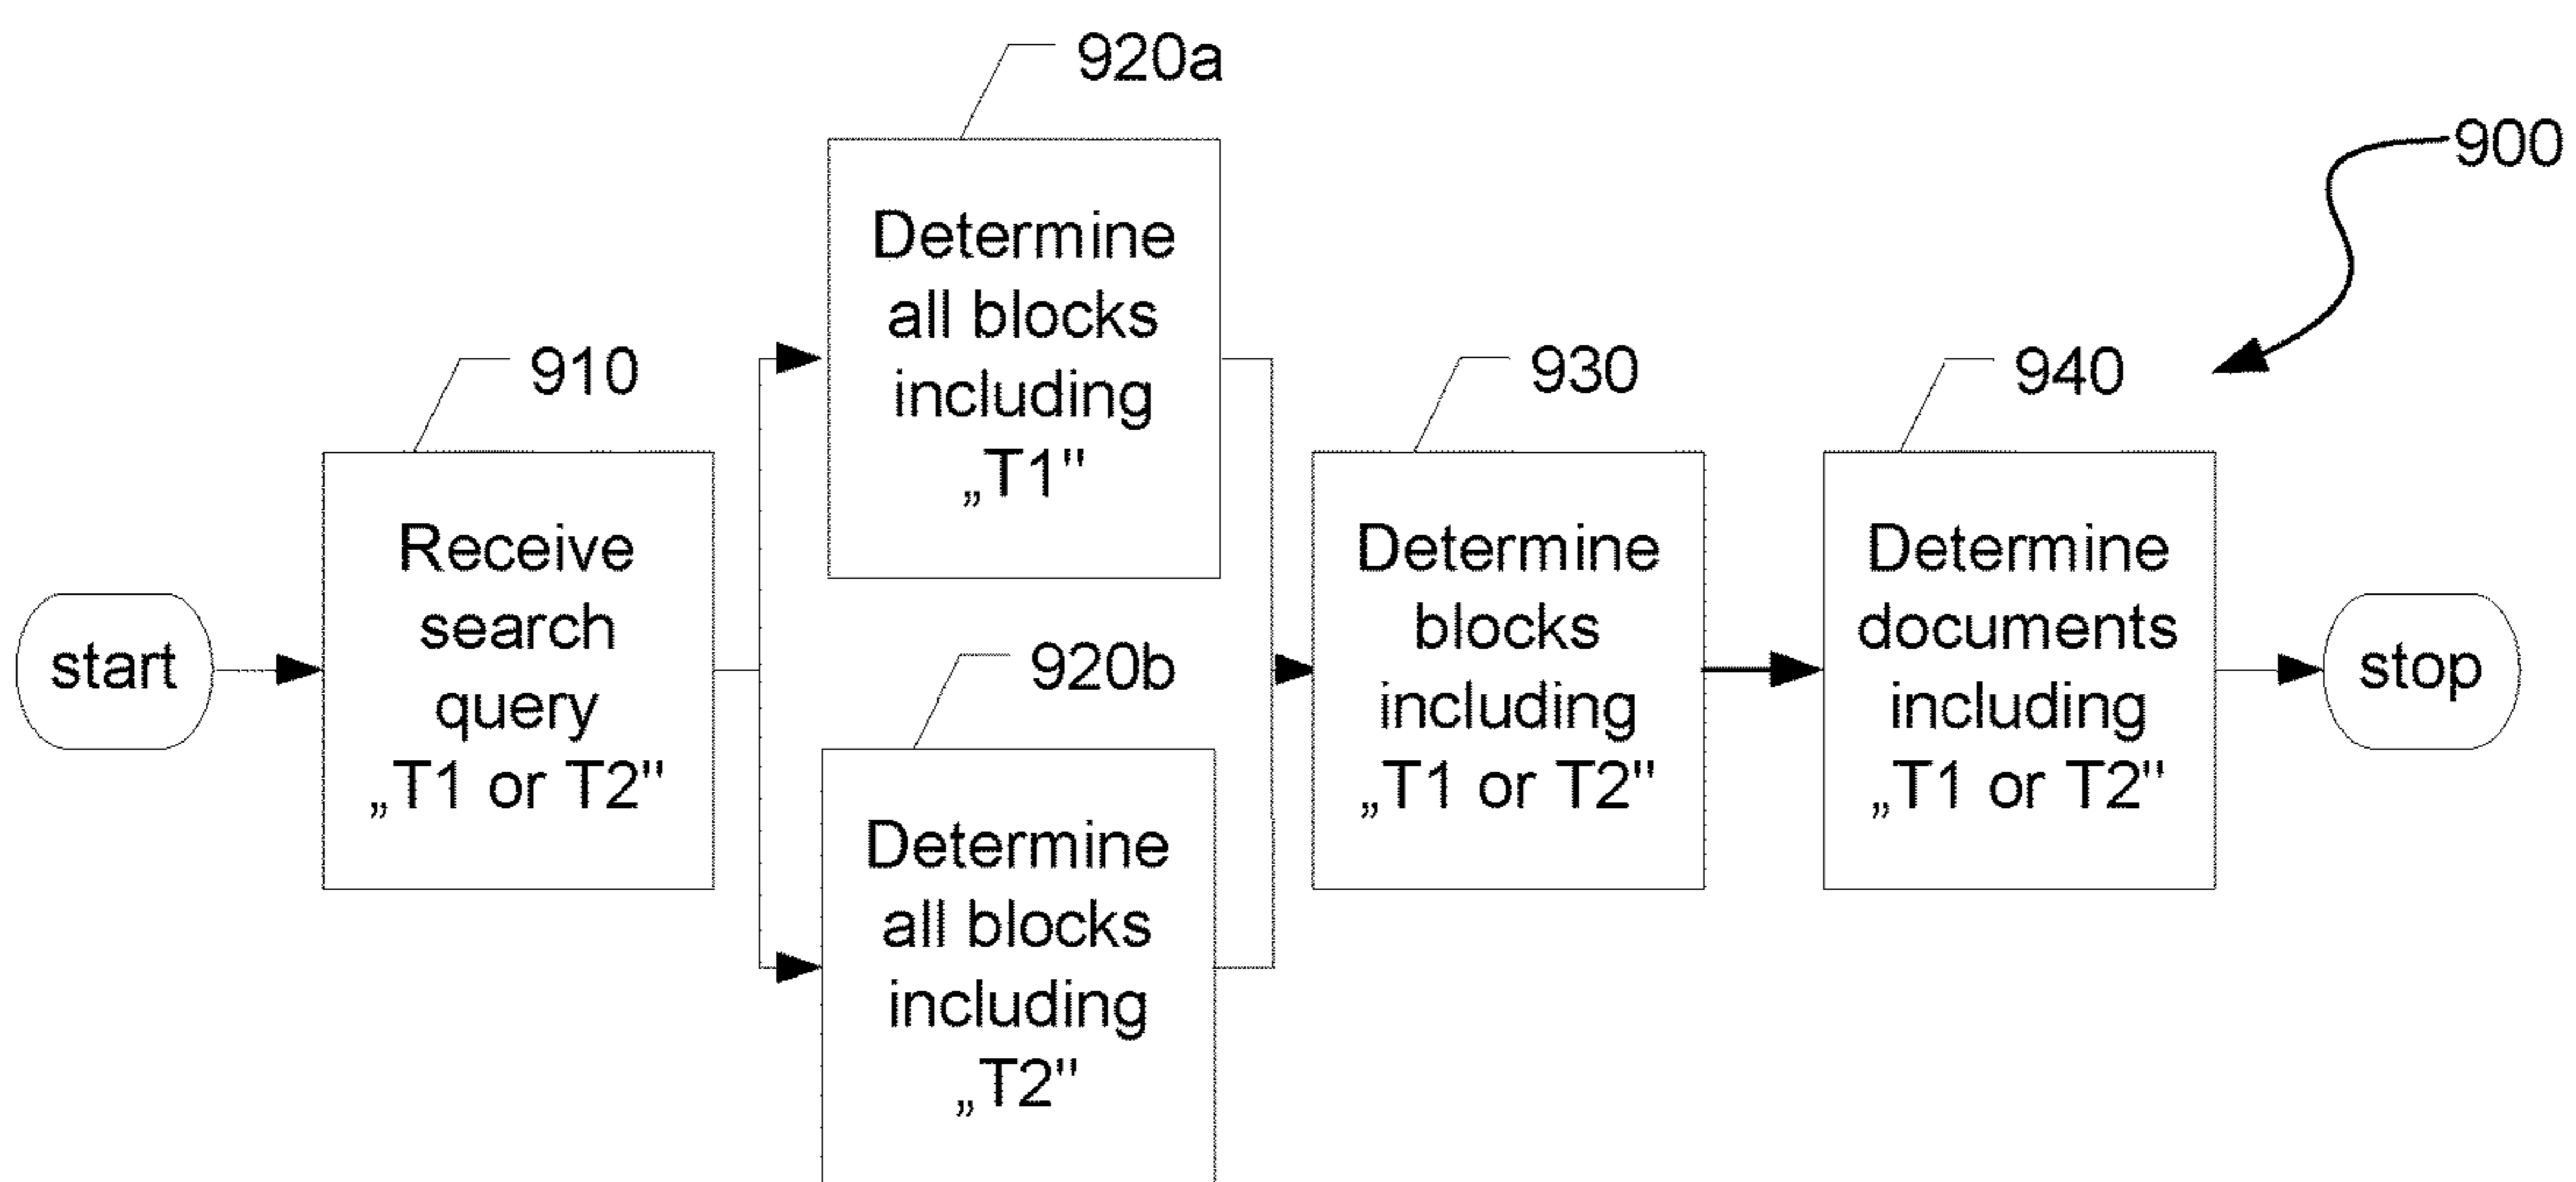 920a
900
Determine
all blocks
including
„T1"
910
930
940
start
Receive
search
query
„T1 or T2"
920b
Determine
all blocks
including
„T2"
Determine
blocks
including
„T1 or T2"
Determine
documents
including
„T1 or T2"
stop